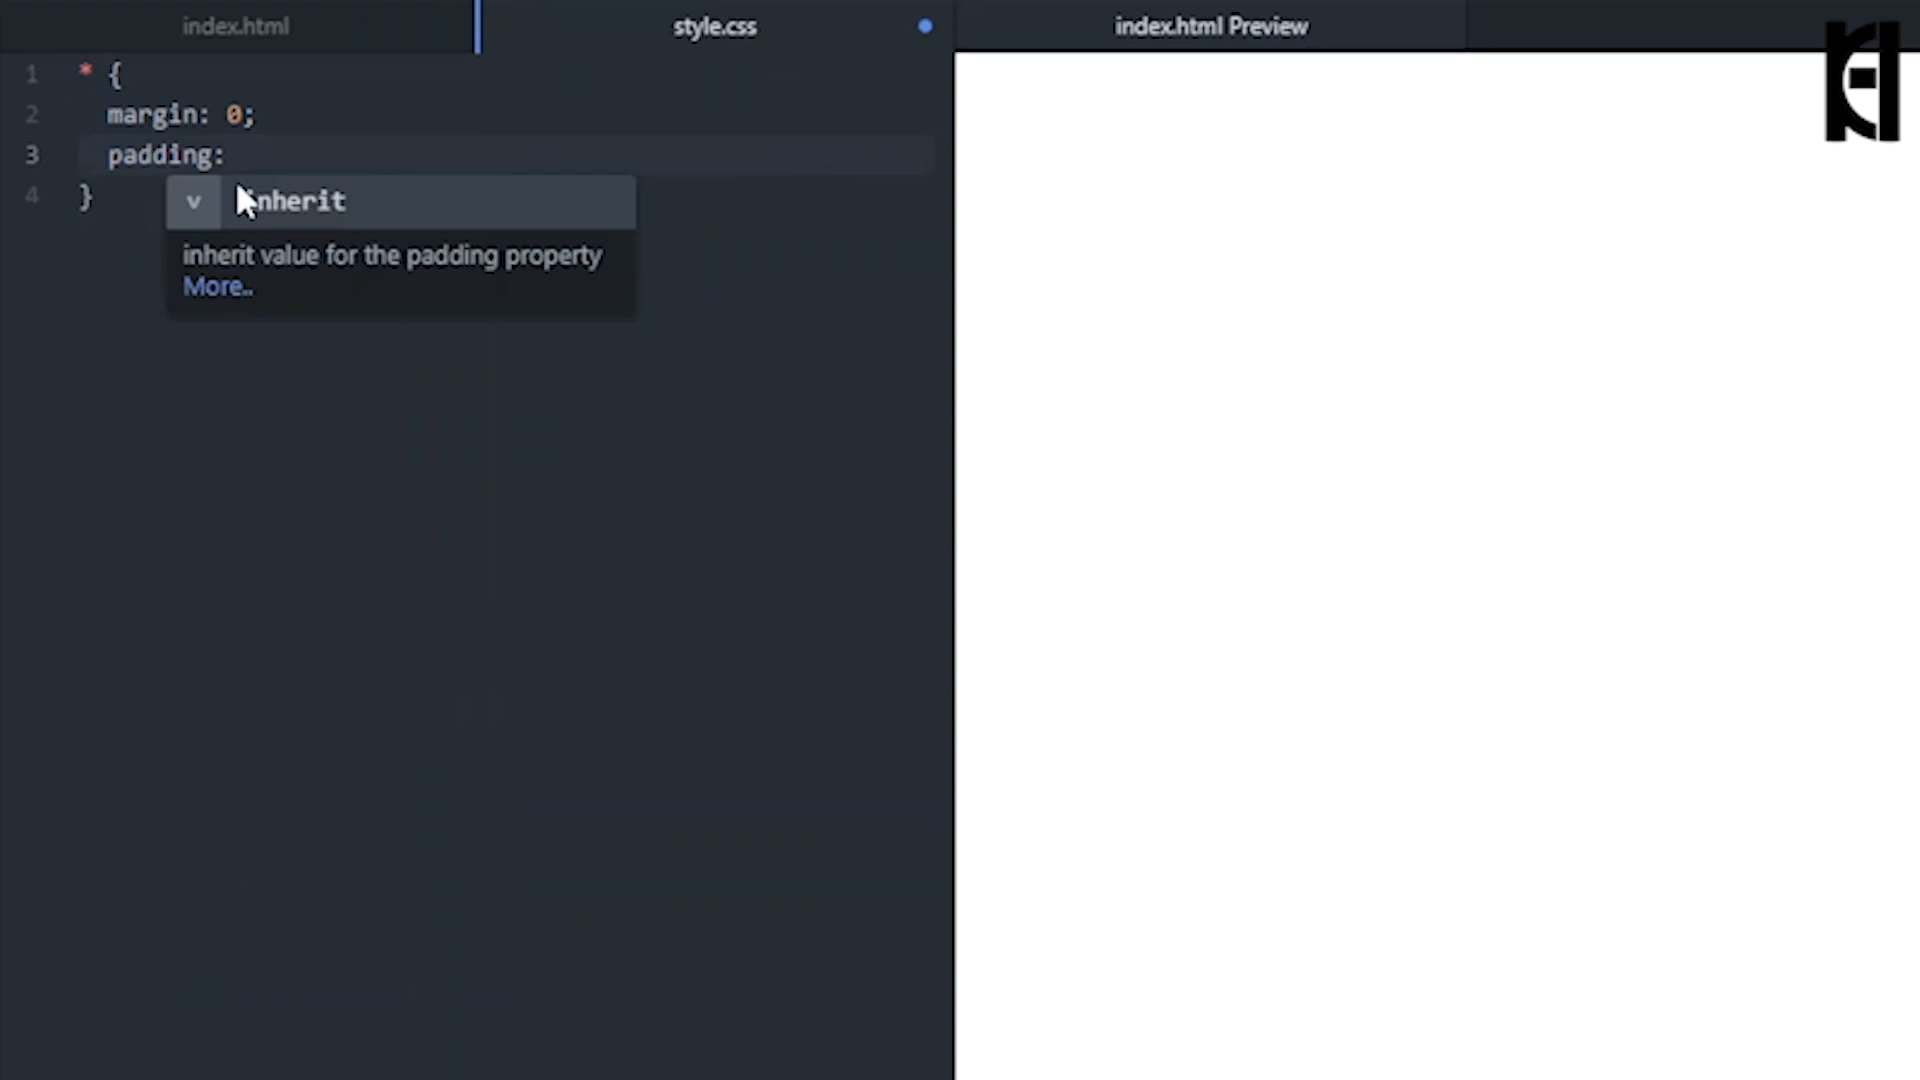 index.html
style.css
index.html Preview
1 * {
2 margin: 0;
3 padding:
4 }
v inherit
inherit value for the padding property
More..